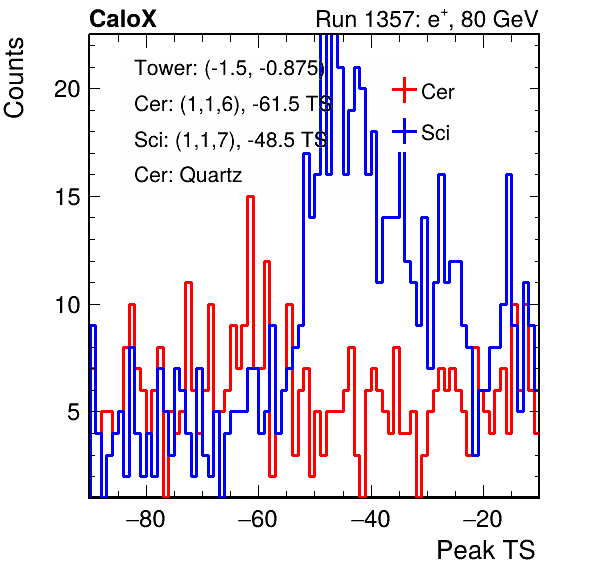 CaloX Run 1357: e⁺, 80 GeV
Counts
Tower: (-1.5, -0.875)
Cer: (1,1,6), -61.5 TS
Sci: (1,1,7), -48.5 TS
Cer: Quartz
Cer
Sci
20
15
10
5
−80 −60 −40 −20
Peak TS